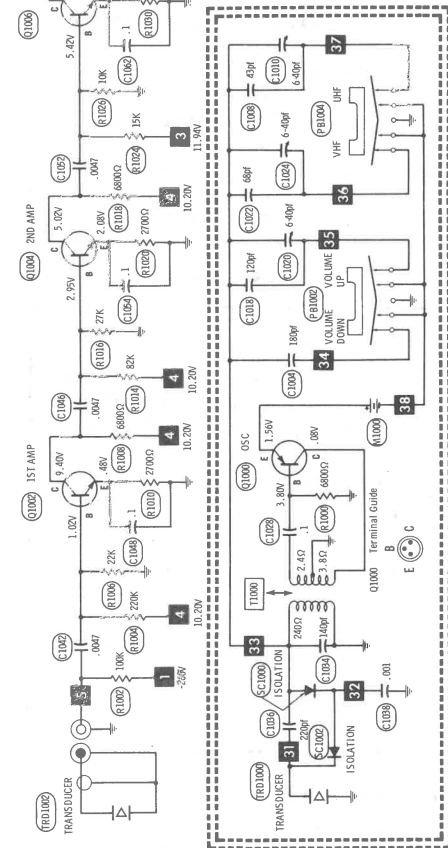 TRD1002
TRANSDUCER
5
C1042
.0047
R1002
100K
1
R1004
220K
4
10.20V
R1006
22K
1.02V
Q1002
1ST AMP
C
B
E
9.40V
.48V
C1048
.1
R1010
2700Ω
R1008
6800Ω
4
10.20V
C1046
.0047
R1014
82K
4
10.20V
R1016
27K
2.95V
Q1004
2ND AMP
C
B
E
5.02V
2.08V
C1054
.1
R1020
2700Ω
R1018
6800Ω
4
10.20V
C1052
.0047
R1024
15K
3
11.94V
R1026
10K
5.42V
Q1006
C
B
E
C1062
.1
R1030
TRD1000
TRANSDUCER
31
C1036
220pf
SC1000
ISOLATION
SC1002
ISOLATION
32
C1038
.001
33
C1034
140pf
240Ω
T1000
2.4Ω
3.8Ω
C1028
.1
R1000
6800Ω
3.80V
Q1000
OSC
E
B
C
1.56V
.08V
Q1000
Terminal Guide
B
E
C
M1000
38
C1004
180pf
34
VOLUME
DOWN
VOLUME
UP
PB1002
35
C1018
120pf
C1020
6-40pf
C1022
68pf
C1024
6-40pf
36
VHF
UHF
PB1004
C1008
43pf
C1010
6-40pf
37